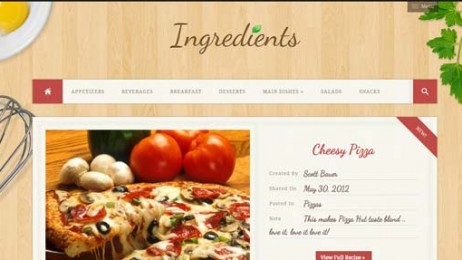 Menu
Ingredients
APPETIZERS BEVERAGES BREAKFAST DESSERTS MAIN DISHES SALADS SNACKS
NEW!
Cheesy Pizza
Created By Scott Bauer
Shared On May 30, 2012
Posted In Pizzas
Note This makes Pizza Hut taste bland ..
love it, love it love it!
View Full Recipe »